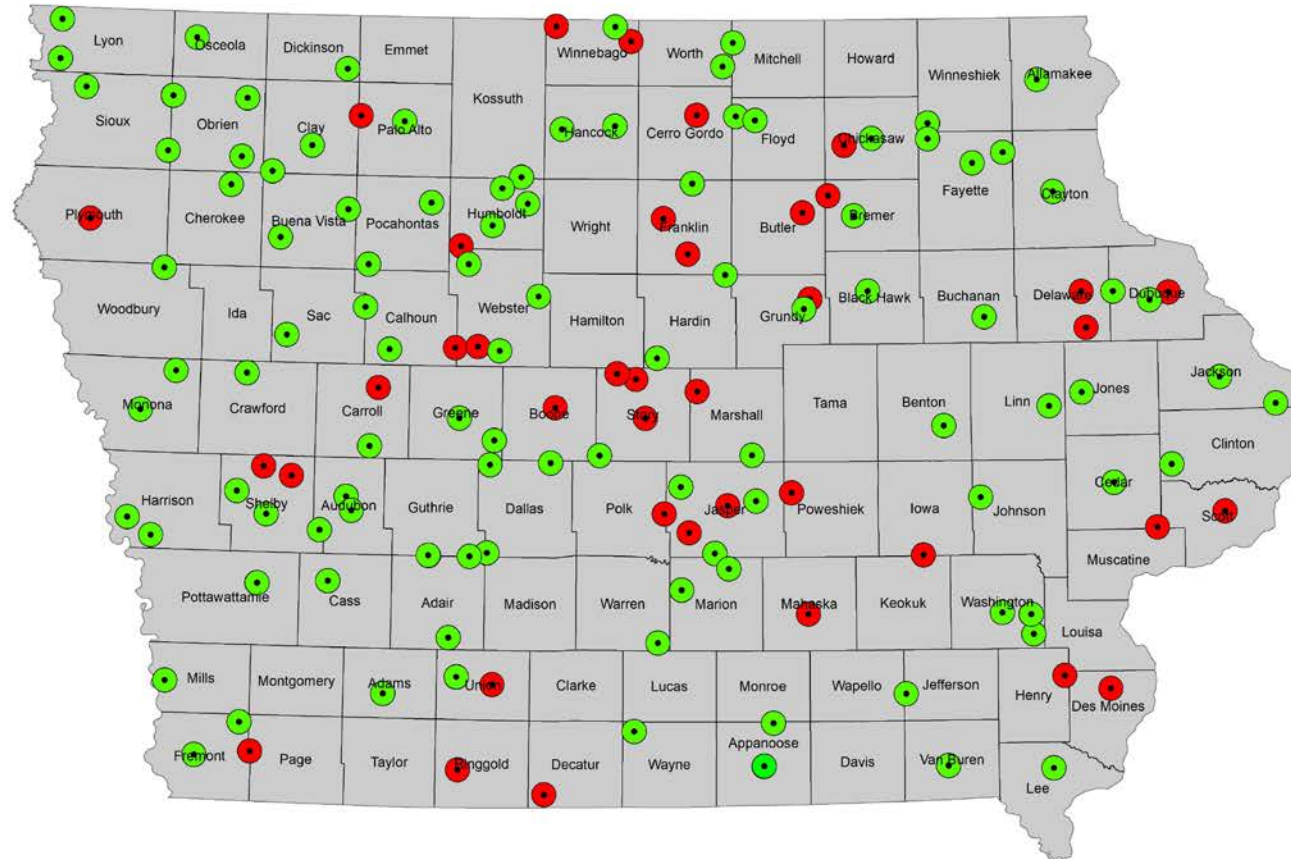 Lyon
Osceola
Dickinson
Emmet
Kossuth
Winnebago
Worth
Mitchell
Howard
Winneshiek
Allamakee
Sioux
Obrien
Clay
Palo Alto
Hancock
Cerro Gordo
Floyd
Chickasaw
Fayette
Clayton
Plymouth
Cherokee
Buena Vista
Pocahontas
Humboldt
Wright
Franklin
Butler
Bremer
Woodbury
Ida
Sac
Calhoun
Webster
Hamilton
Hardin
Grundy
Black Hawk
Buchanan
Delaware
Dubuque
Monona
Crawford
Carroll
Greene
Boone
Story
Marshall
Tama
Benton
Linn
Jones
Jackson
Clinton
Harrison
Shelby
Audubon
Guthrie
Dallas
Polk
Jasper
Poweshiek
Iowa
Johnson
Cedar
Scott
Muscatine
Pottawattamie
Cass
Adair
Madison
Warren
Marion
Mahaska
Keokuk
Washington
Louisa
Mills
Montgomery
Adams
Union
Clarke
Lucas
Monroe
Wapello
Jefferson
Henry
Des Moines
Fremont
Page
Taylor
Ringgold
Decatur
Wayne
Appanoose
Davis
Van Buren
Lee